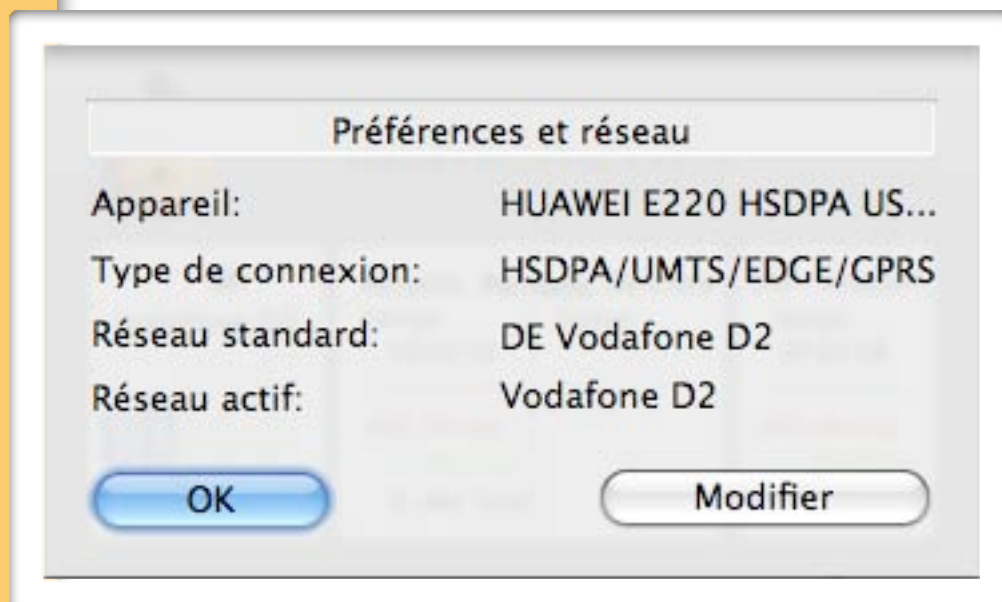 Préférences et réseau
Appareil: HUAWEI E220 HSDPA US...
Type de connexion: HSDPA/UMTS/EDGE/GPRS
Réseau standard: DE Vodafone D2
Réseau actif: Vodafone D2
OK Modifier